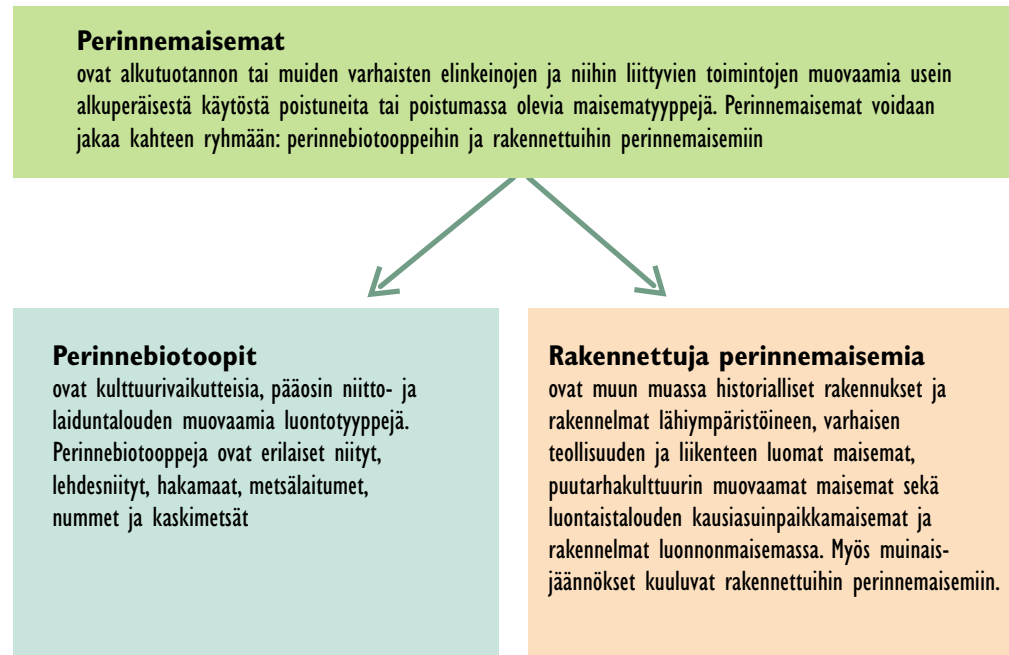 Perinnemaisemat
ovat alkutuotannon tai muiden varhaisten elinkeinojen ja niihin liittyvien toimintojen muovaamia usein
alkuperäisestä käytöstä poistuneita tai poistumassa olevia maisematyyppejä. Perinnemaisemat voidaan
jakaa kahteen ryhmään: perinnebiotooppeihin ja rakennettuihin perinnemaisemiin
Perinnebiotoopit
ovat kulttuurivaikutteisia, pääosin niitto- ja
laiduntalouden muovaamia luontotyyppejä.
Perinnebiotooppeja ovat erilaiset niityt,
lehdesniityt, hakamaat, metsälaitumet,
nummet ja kaskimetsät
Rakennettuja perinnemaisemia
ovat muun muassa historialliset rakennukset ja
rakennelmat lähiympäristöineen, varhaisen
teollisuuden ja liikenteen luomat maisemat,
puutarhakulttuurin muovaamat maisemat sekä
luontaistalouden kausiasuinpaikkamaisemat ja
rakennelmat luonnonmaisemassa. Myös muinais-
jäännökset kuuluvat rakennettuihin perinnemaisemiin.